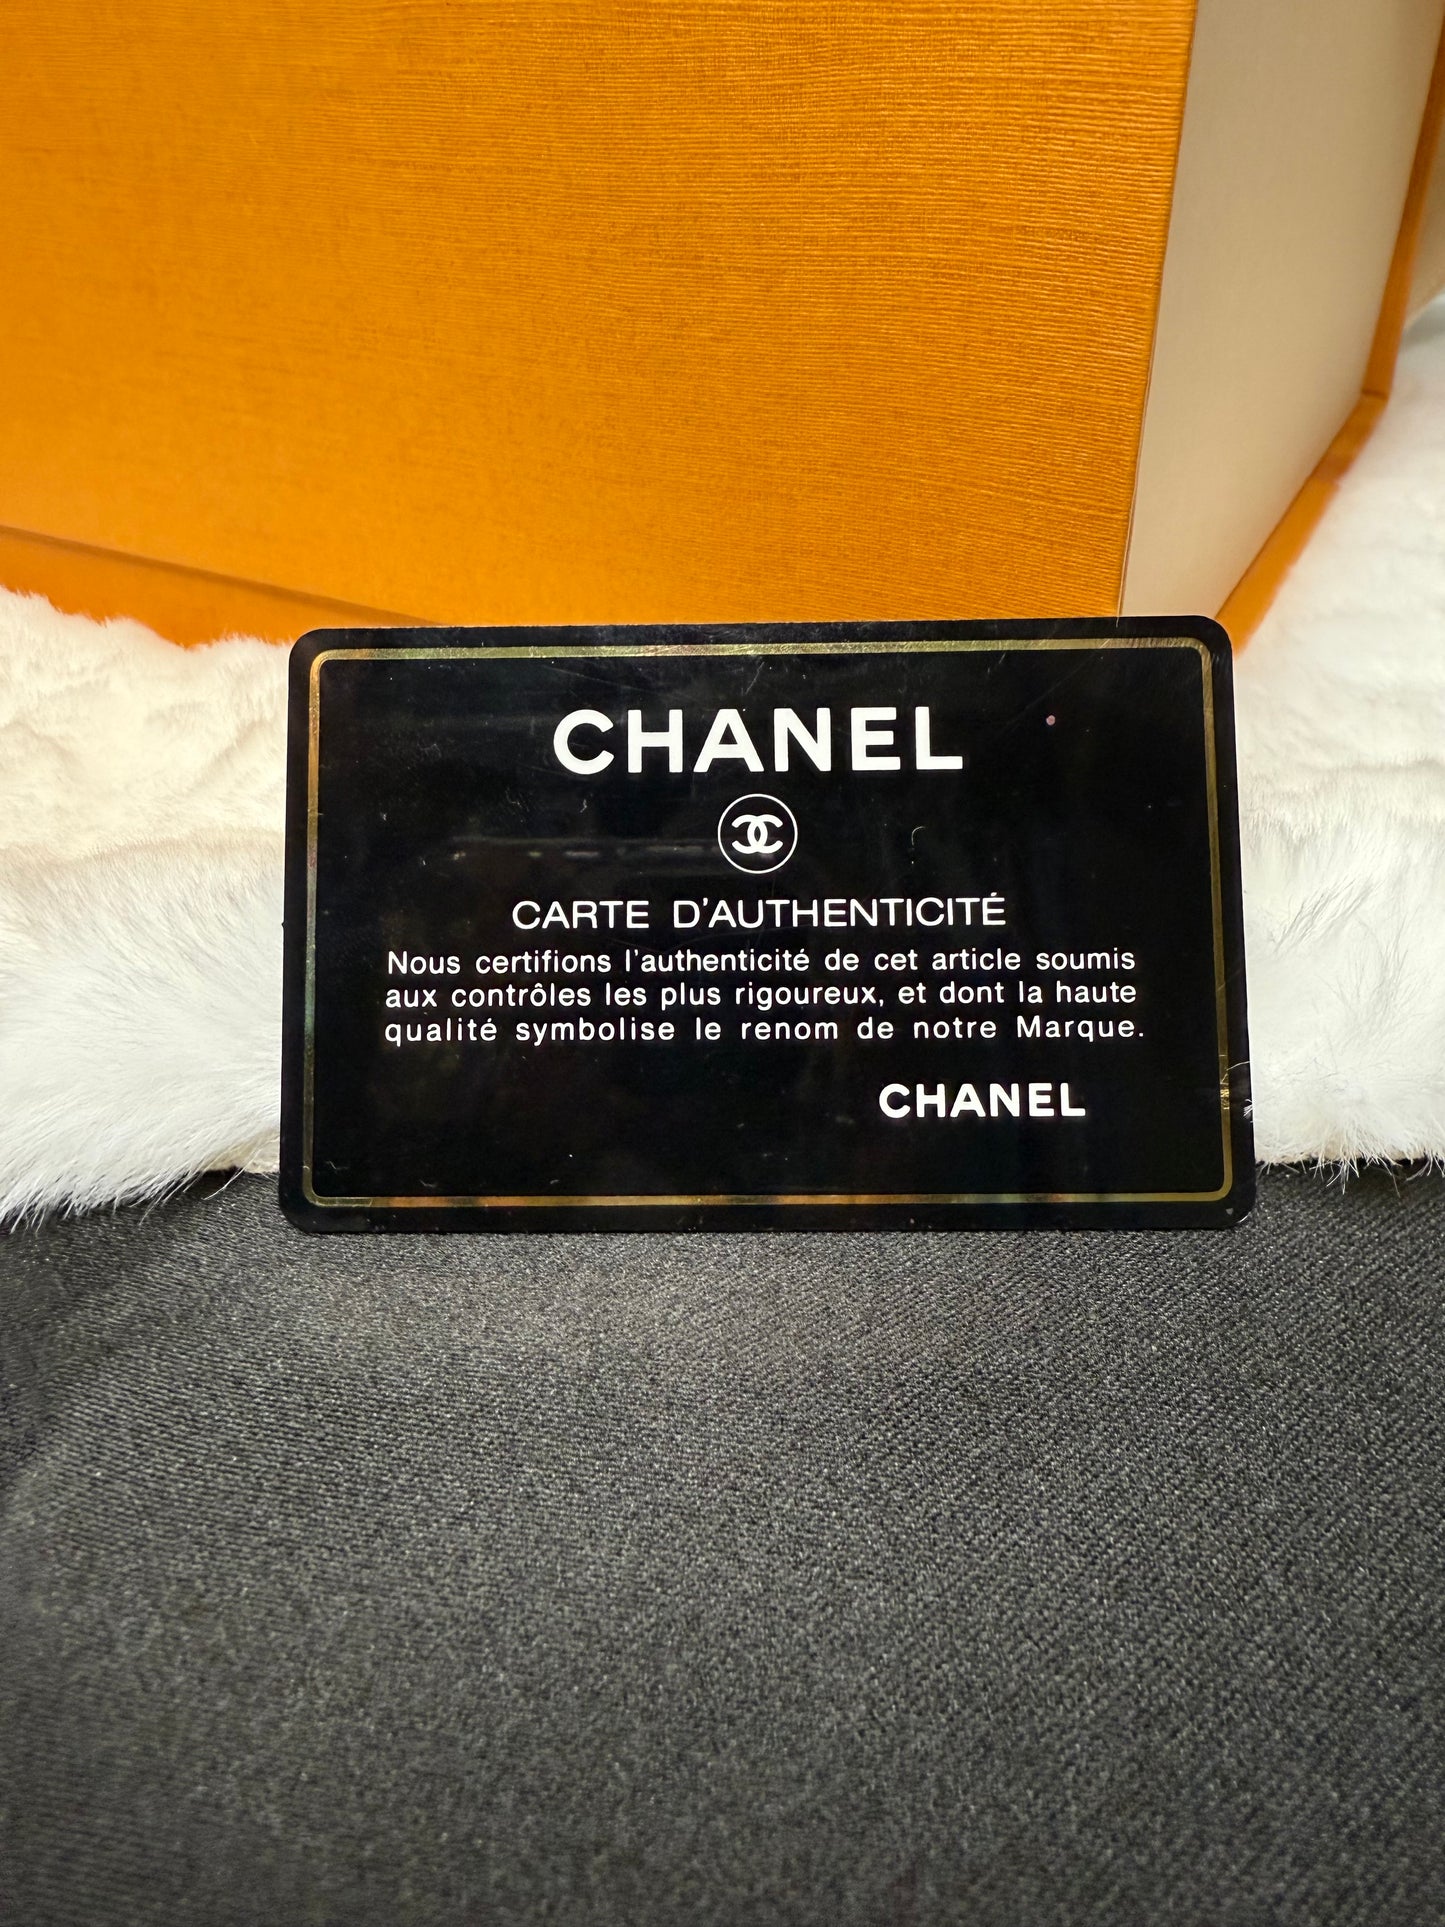 CHANEL
CARTE D'AUTHENTICITÉ
Nous certifions l'authenticité de cet article soumis
aux contrôles les plus rigoureux, et dont la haute
qualité symbolise le renom de notre Marque.
CHANEL